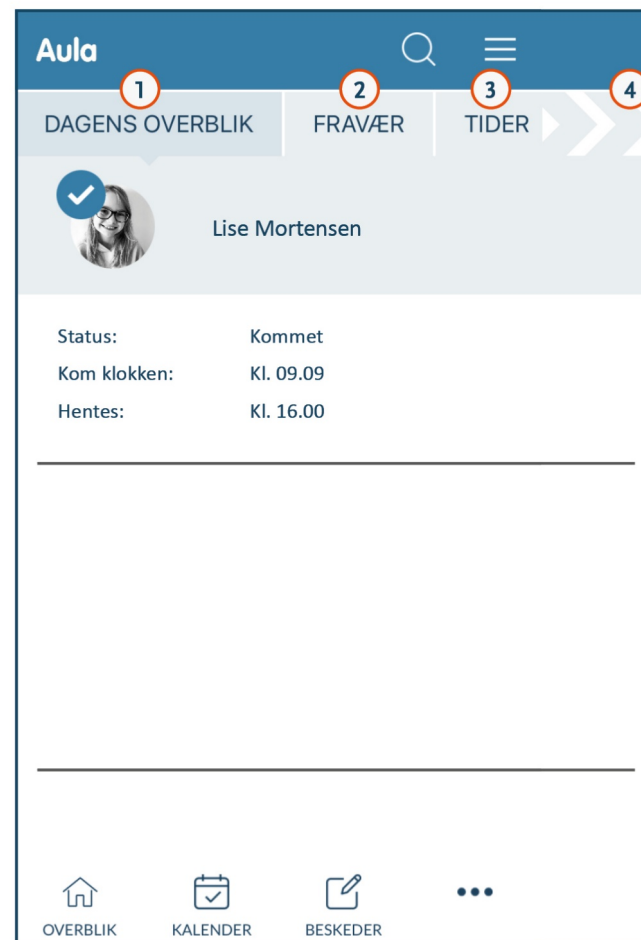 Aula
1 2 3 4
DAGENS OVERBLIK FRAVÆR TIDER
Lise Mortensen
Status: Kommet
Kom klokken: Kl. 09.09
Hentes: Kl. 16.00
OVERBLIK KALENDER BESKEDER